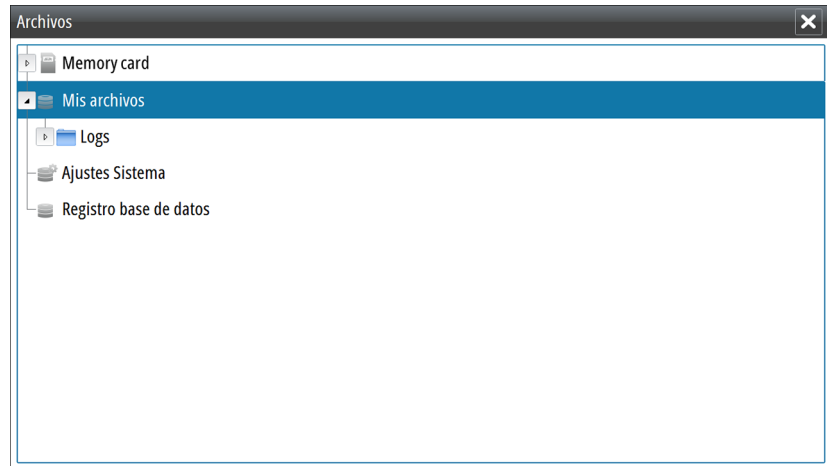 Archivos
Memory card
Mis archivos
Logs
Ajustes Sistema
Registro base de datos